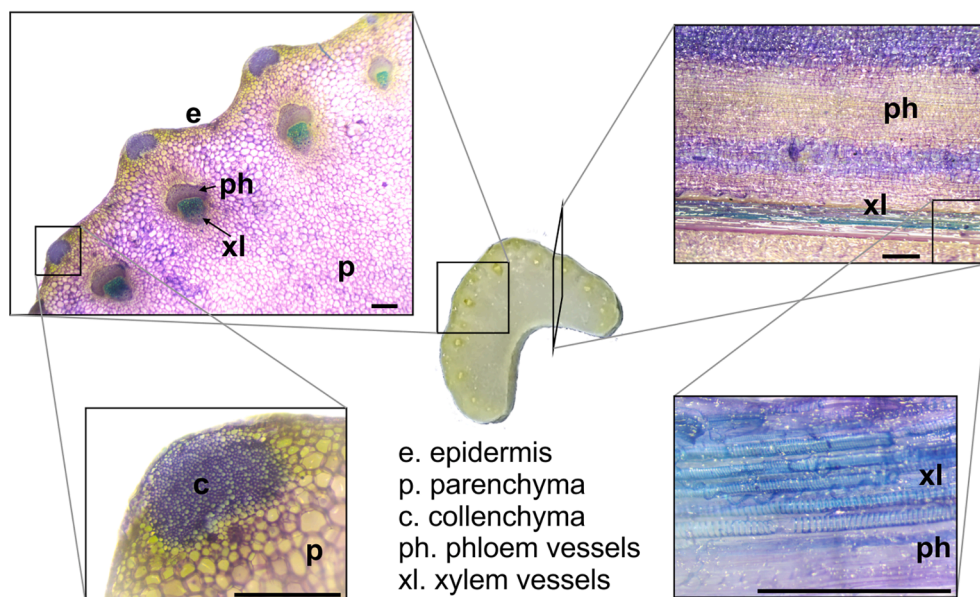 e
ph
xl
p
ph
xl
c
p
e. epidermis
p. parenchyma
c. collenchyma
ph. phloem vessels
xl. xylem vessels
xl
ph